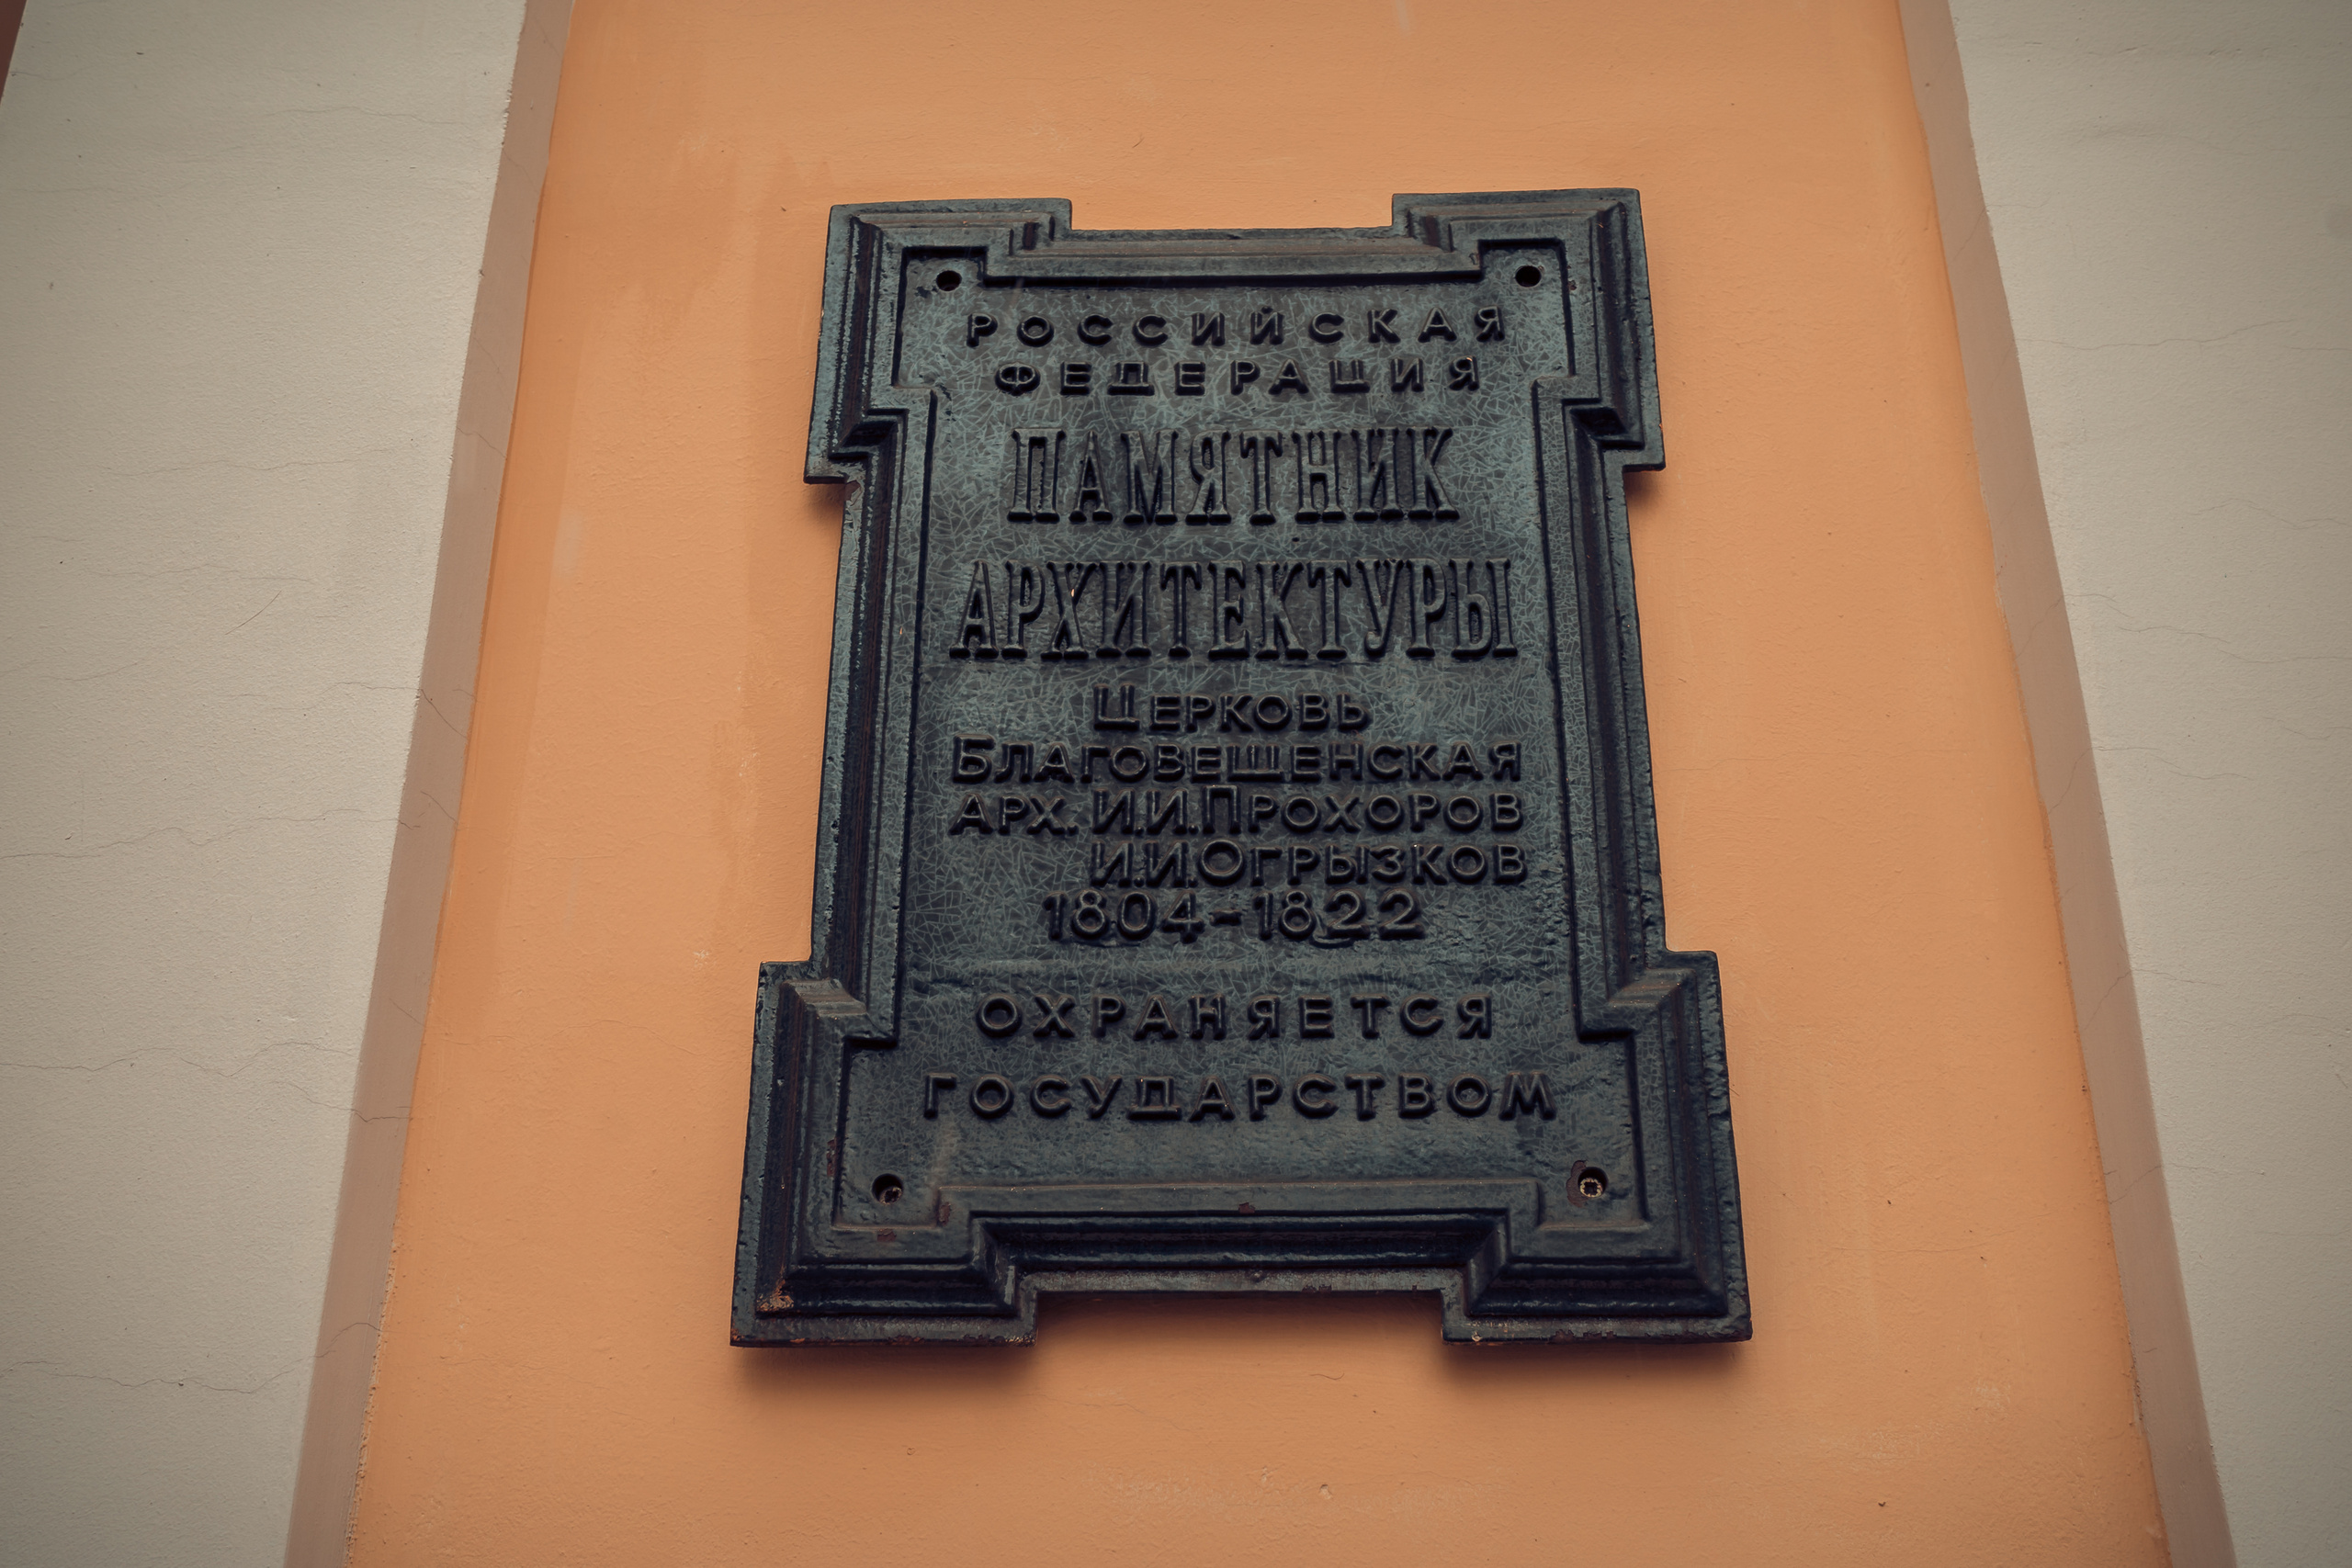 РОССИЙСКАЯ
ФЕДЕРАЦИЯ
ПАМЯТНИК
АРХИТЕКТУРЫ
ЦЕРКОВЬ
БЛАГОВЕЩЕНСКАЯ
АРХ. И.И.ПРОХОРОВ
И.И.ОГРЫЗКОВ
1804-1822
ОХРАНЯЕТСЯ
ГОСУДАРСТВОМ